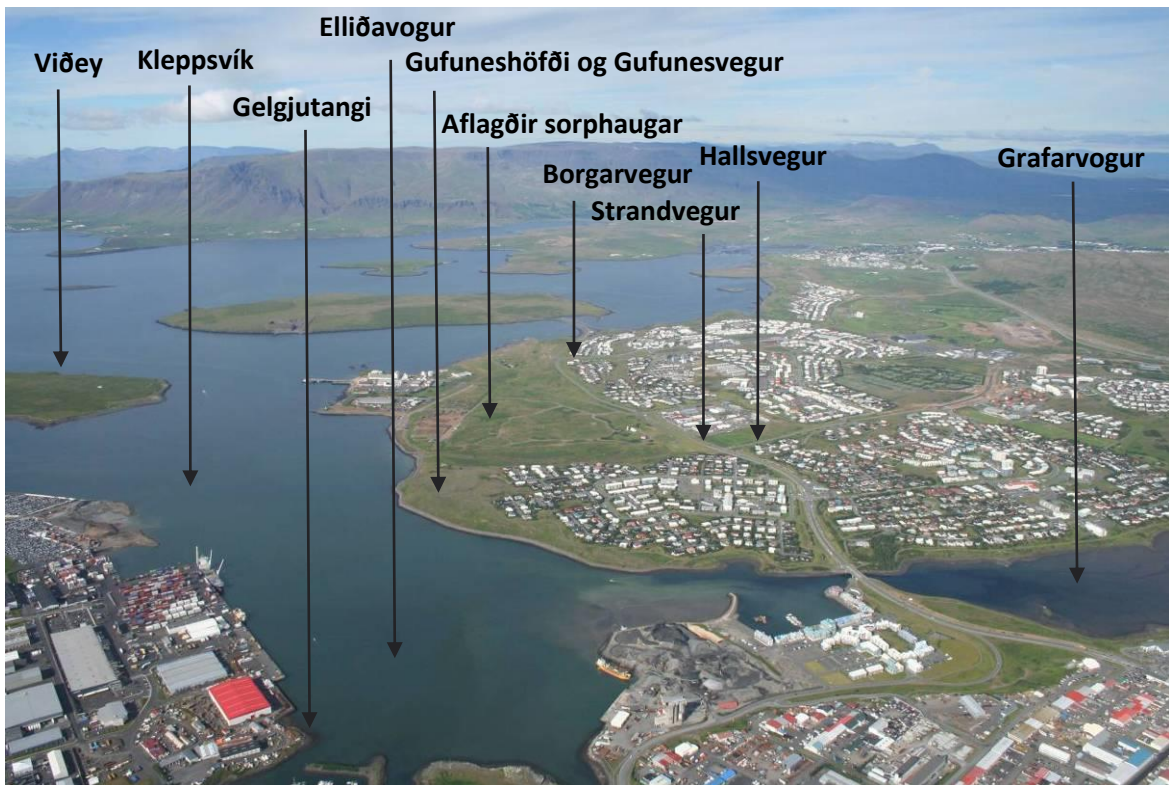 Elliðavogur
Viðey
Kleppsvík
Gufuneshöfði og Gufunesvegur
Gelgjutangi
Aflagðir sorphaugar
Borgarvegur
Hallsvegur
Grafarvogur
Strandvegur